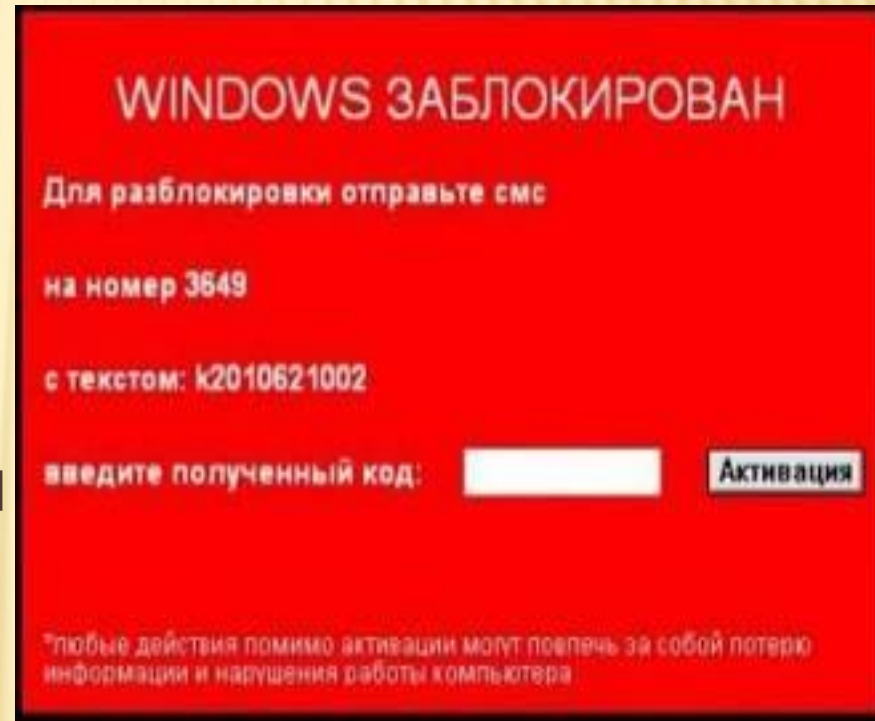 WINDOWS ЗАБЛОКИРОВАН
Для разблокировки отправьте смс
на номер 3649
с текстом: k2010621002
введите полученный код:
Активация
*любые действия помимо активации могут повлечь за собой потерю
информации и нарушения работы компьютера